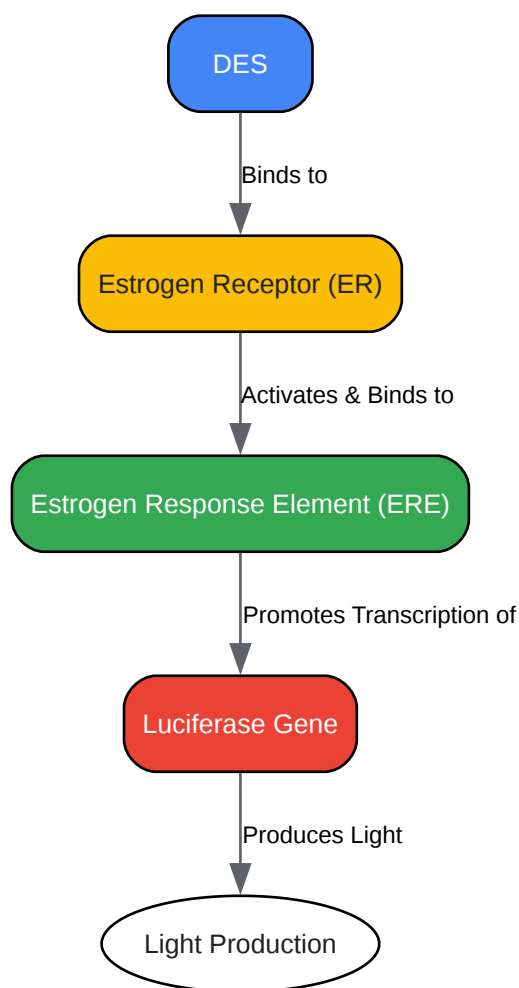 DES
Binds to
Estrogen Receptor (ER)
Activates & Binds to
Estrogen Response Element (ERE)
Promotes Transcription of
Luciferase Gene
Produces Light
Light Production